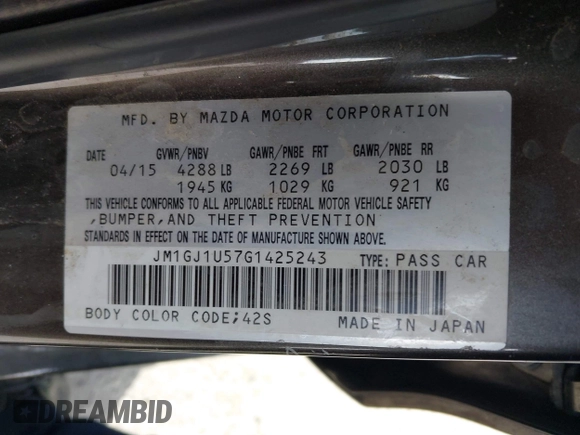 MFD. BY MAZDA MOTOR CORPORATION
DATE GVWR/PNBV GAWR/PNBE FRT GAWR/PNBE RR
04/15 4288 LB 2269 LB 2030 LB
1945 KG 1029 KG 921 KG
THIS VEHICLE CONFORMS TO ALL APPLICABLE FEDERAL MOTOR VEHICLE SAFETY
,BUMPER,AND THEFT PREVENTION
STANDARDS IN EFFECT ON THE DATE OF MANUFACTURE SHOWN ABOVE.
JM1GJ1U57G1425243 TYPE: PASS CAR
BODY COLOR CODE;42S MADE IN JAPAN
DREAMBID